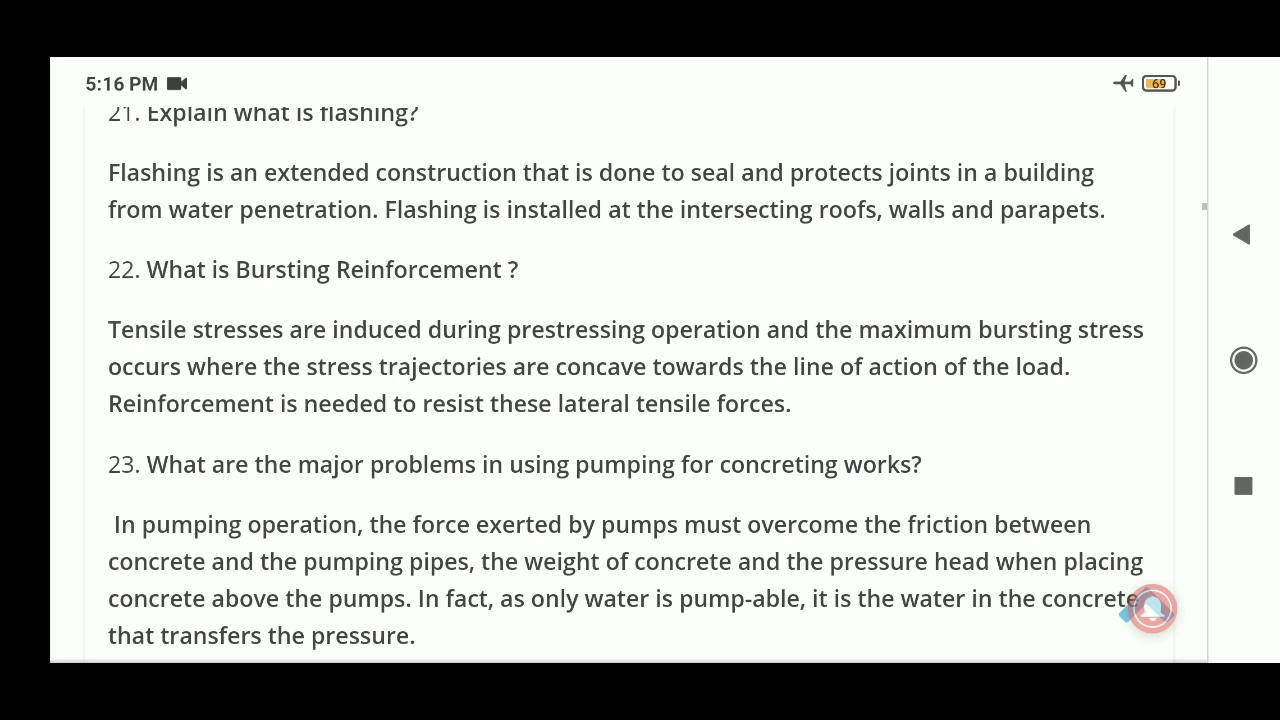 5:16 PM
69
21. Explain what is flashing?
Flashing is an extended construction that is done to seal and protects joints in a building
from water penetration. Flashing is installed at the intersecting roofs, walls and parapets.
22. What is Bursting Reinforcement ?
Tensile stresses are induced during prestressing operation and the maximum bursting stress
occurs where the stress trajectories are concave towards the line of action of the load.
Reinforcement is needed to resist these lateral tensile forces.
23. What are the major problems in using pumping for concreting works?
In pumping operation, the force exerted by pumps must overcome the friction between
concrete and the pumping pipes, the weight of concrete and the pressure head when placing
concrete above the pumps. In fact, as only water is pump-able, it is the water in the concrete
that transfers the pressure.